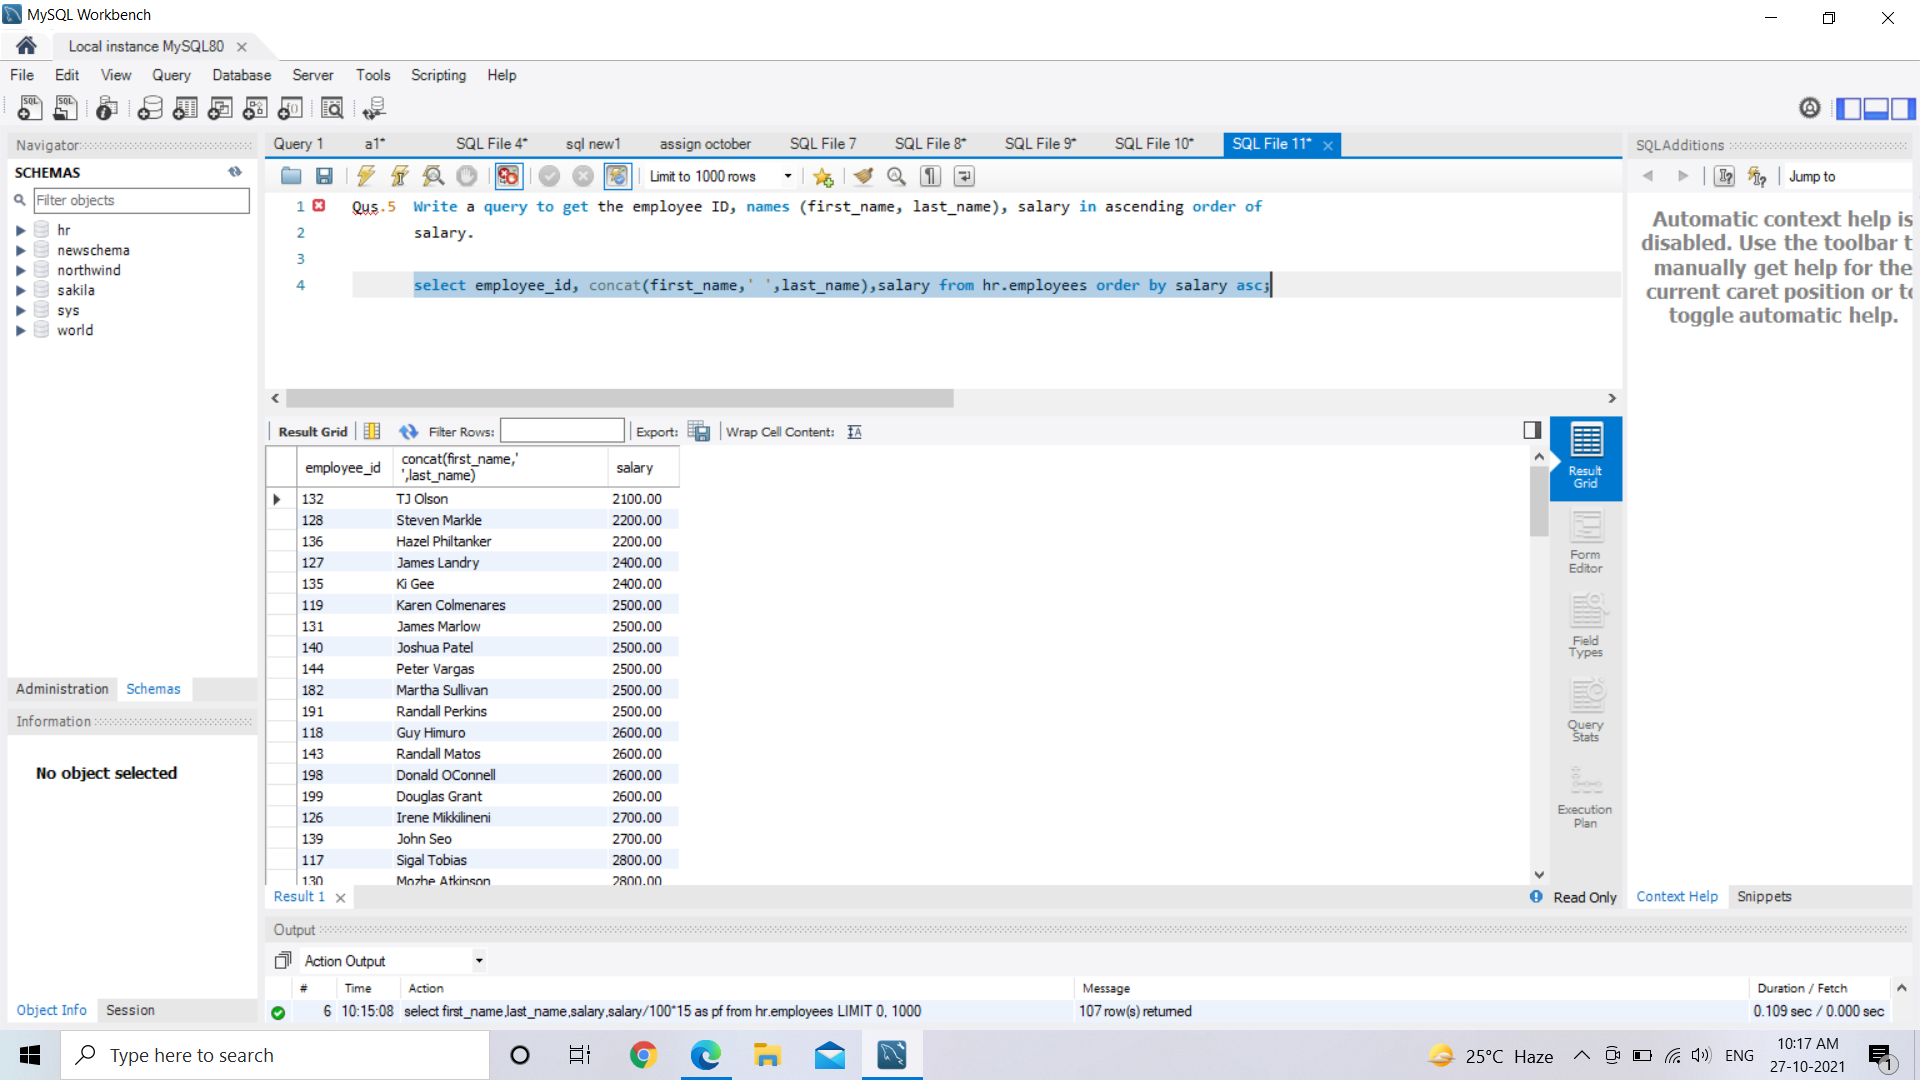 MySQL Workbench
Local instance MySQL80
File Edit View Query Database Server Tools Scripting Help
Navigator
SCHEMAS
Filter objects
hr
newschema
northwind
sakila
sys
world
Administration Schemas
Information
No object selected
Object Info Session
Query 1 a1* SQL File 4* sql new1 assign october SQL File 7 SQL File 8* SQL File 9* SQL File 10* SQL File 11*
Limit to 1000 rows
1 Qus.5 Write a query to get the employee ID, names (first_name, last_name), salary in ascending order of
2 salary.
3
4 select employee_id, concat(first_name,' ',last_name),salary from hr.employees order by salary asc;
Result Grid Filter Rows: Export: Wrap Cell Content:
employee_id concat(first_name,' ',last_name) salary
132 TJ Olson 2100.00
128 Steven Markle 2200.00
136 Hazel Philtanker 2200.00
127 James Landry 2400.00
135 Ki Gee 2400.00
119 Karen Colmenares 2500.00
131 James Marlow 2500.00
140 Joshua Patel 2500.00
144 Peter Vargas 2500.00
182 Martha Sullivan 2500.00
191 Randall Perkins 2500.00
118 Guy Himuro 2600.00
143 Randall Matos 2600.00
198 Donald OConnell 2600.00
199 Douglas Grant 2600.00
126 Irene Mikkilineni 2700.00
139 John Seo 2700.00
117 Sigal Tobias 2800.00
130 Mozhe Atkinson 2800.00
Result Grid
Form Editor
Field Types
Query Stats
Execution Plan
Result 1
Read Only
SQLAdditions
Jump to
Automatic context help is
disabled. Use the toolbar t
manually get help for the
current caret position or to
toggle automatic help.
Context Help Snippets
Output
Action Output
# Time Action Message Duration / Fetch
6 10:15:08 select first_name,last_name,salary,salary/100*15 as pf from hr.employees LIMIT 0, 1000 107 row(s) returned 0.109 sec / 0.000 sec
Type here to search
25°C Haze
ENG
10:17 AM
27-10-2021
1